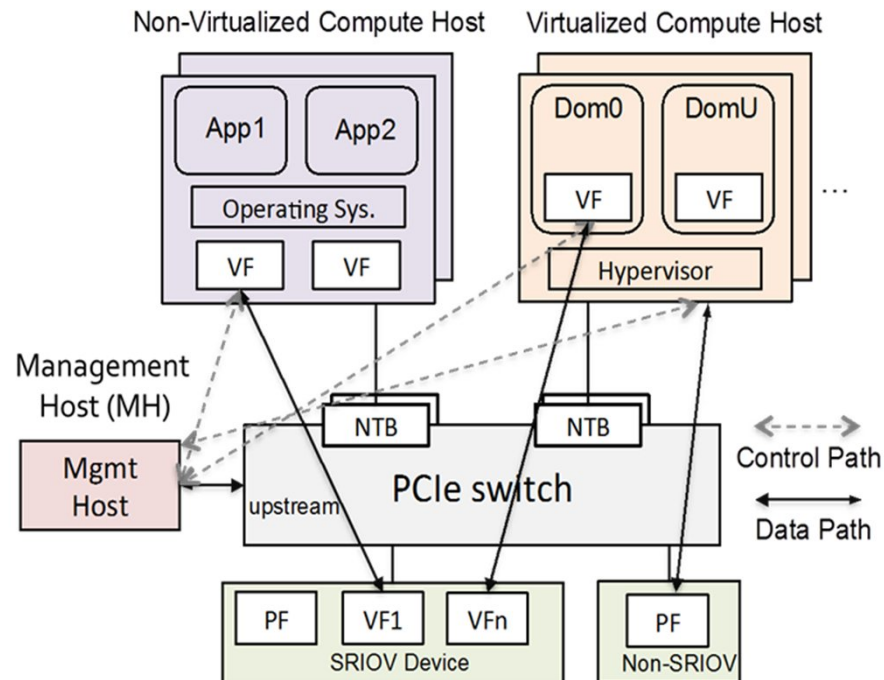 Non-Virtualized Compute Host
Virtualized Compute Host
App1
App2
Operating Sys.
VF
VF
Dom0
DomU
VF
VF
Hypervisor
...
Management
Host (MH)
Mgmt
Host
NTB
NTB
upstream
PCIe switch
Control Path
Data Path
PF
VF1
VFn
SRIOV Device
PF
Non-SRIOV